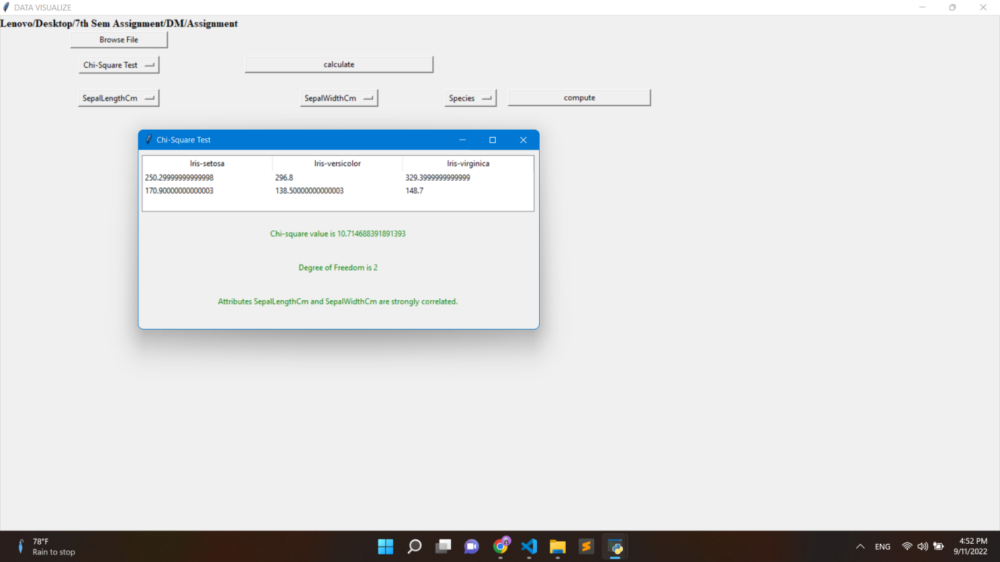 DATA VISUALIZE
Lenovo/Desktop/7th Sem Assignment/DM/Assignment
Browse File
Chi-Square Test calculate
SepalLengthCm SepalWidthCm Species compute
Chi-Square Test
Iris-setosa Iris-versicolor Iris-virginica
250.29999999999998 296.8 329.3999999999999
170.90000000000003 138.50000000000003 148.7
Chi-square value is 10.714688391891393
Degree of Freedom is 2
Attributes SepalLengthCm and SepalWidthCm are strongly correlated.
78°F
Rain to stop
ENG
4:52 PM
9/11/2022